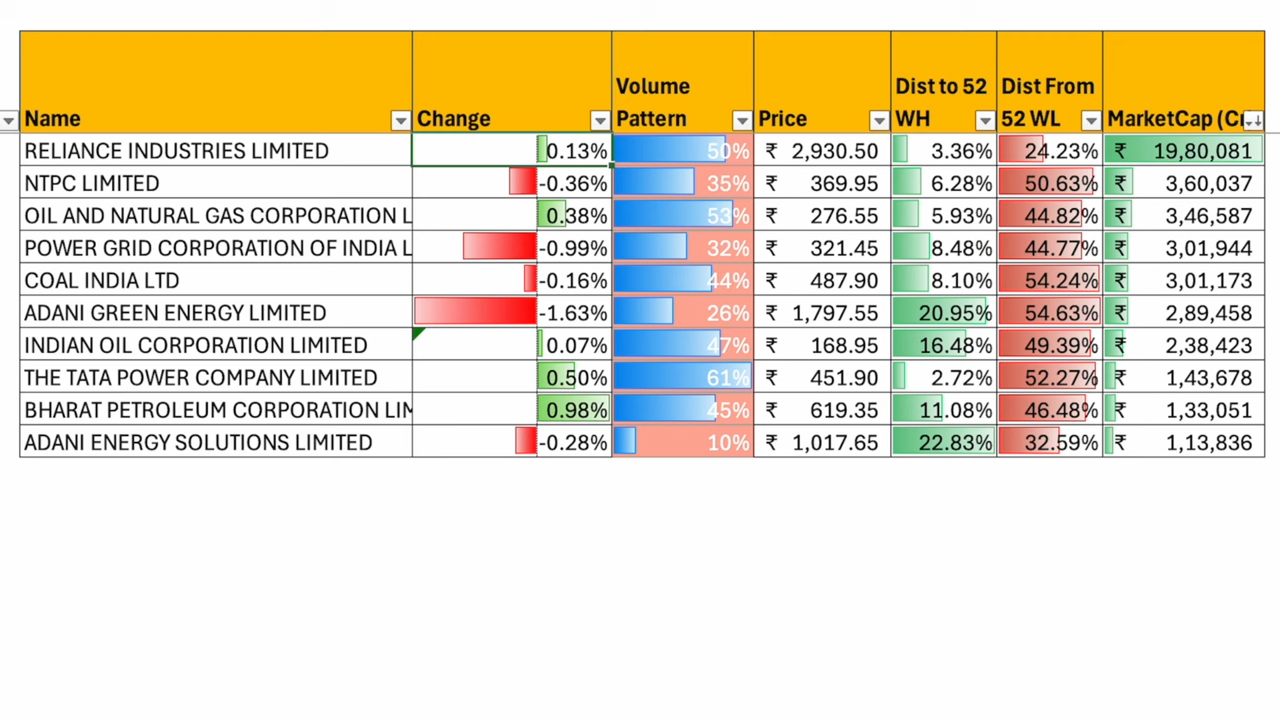 Name Change Volume Pattern Price Dist to 52 WH Dist From 52 WL MarketCap (Cr
RELIANCE INDUSTRIES LIMITED 0.13% 50% ₹ 2,930.50 3.36% 24.23% ₹ 19,80,081
NTPC LIMITED -0.36% 35% ₹ 369.95 6.28% 50.63% ₹ 3,60,037
OIL AND NATURAL GAS CORPORATION L 0.38% 53% ₹ 276.55 5.93% 44.82% ₹ 3,46,587
POWER GRID CORPORATION OF INDIA L -0.99% 32% ₹ 321.45 8.48% 44.77% ₹ 3,01,944
COAL INDIA LTD -0.16% 44% ₹ 487.90 8.10% 54.24% ₹ 3,01,173
ADANI GREEN ENERGY LIMITED -1.63% 26% ₹ 1,797.55 20.95% 54.63% ₹ 2,89,458
INDIAN OIL CORPORATION LIMITED 0.07% 47% ₹ 168.95 16.48% 49.39% ₹ 2,38,423
THE TATA POWER COMPANY LIMITED 0.50% 61% ₹ 451.90 2.72% 52.27% ₹ 1,43,678
BHARAT PETROLEUM CORPORATION LIM 0.98% 45% ₹ 619.35 11.08% 46.48% ₹ 1,33,051
ADANI ENERGY SOLUTIONS LIMITED -0.28% 10% ₹ 1,017.65 22.83% 32.59% ₹ 1,13,836